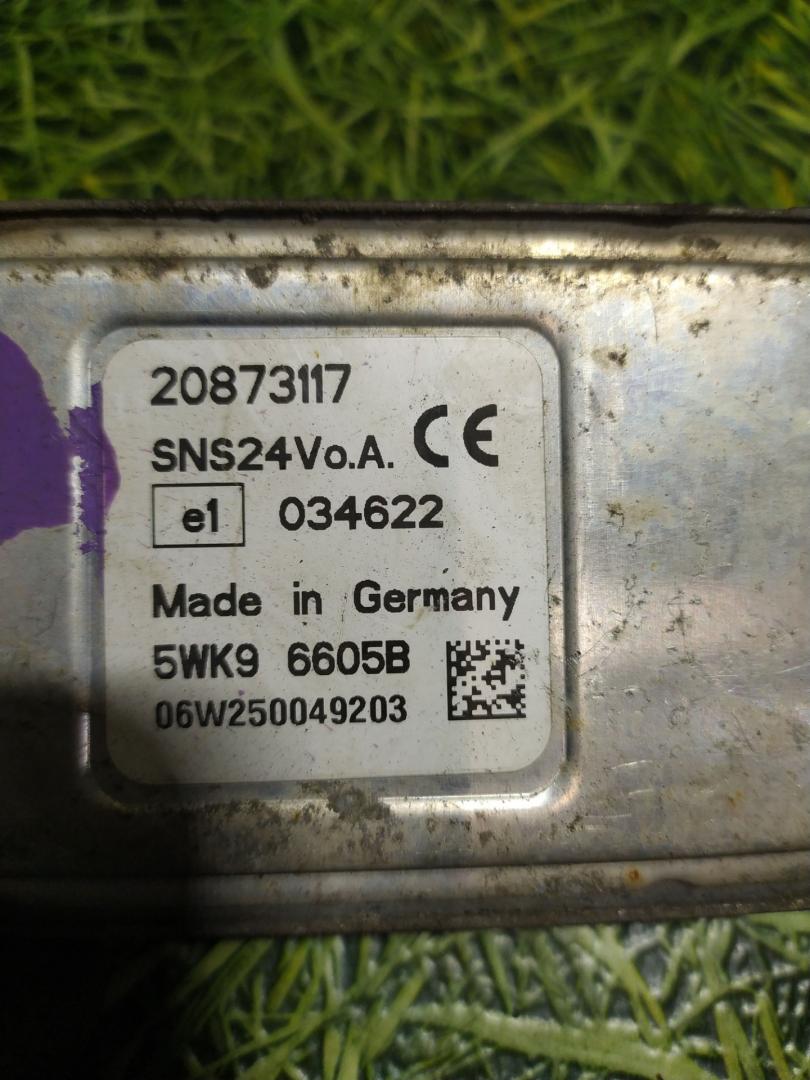 20873117
SNS24Vo.A. CE
e1 034622
Made in Germany
5WK9 6605B
06W250049203